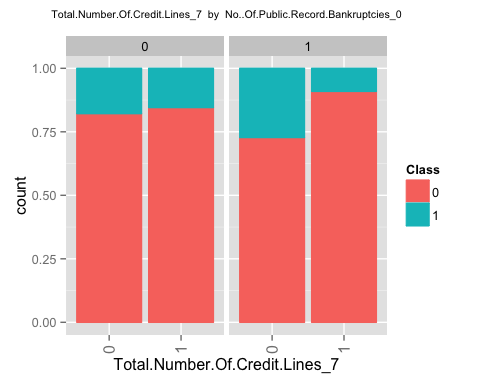 Total.Number.Of.Credit.Lines_7 by No..Of.Public.Record.Bankruptcies_0
0 1
1.00
0.75
0.50
0.25
0.00
count
0 1 0 1
Total.Number.Of.Credit.Lines_7
Class
0
1